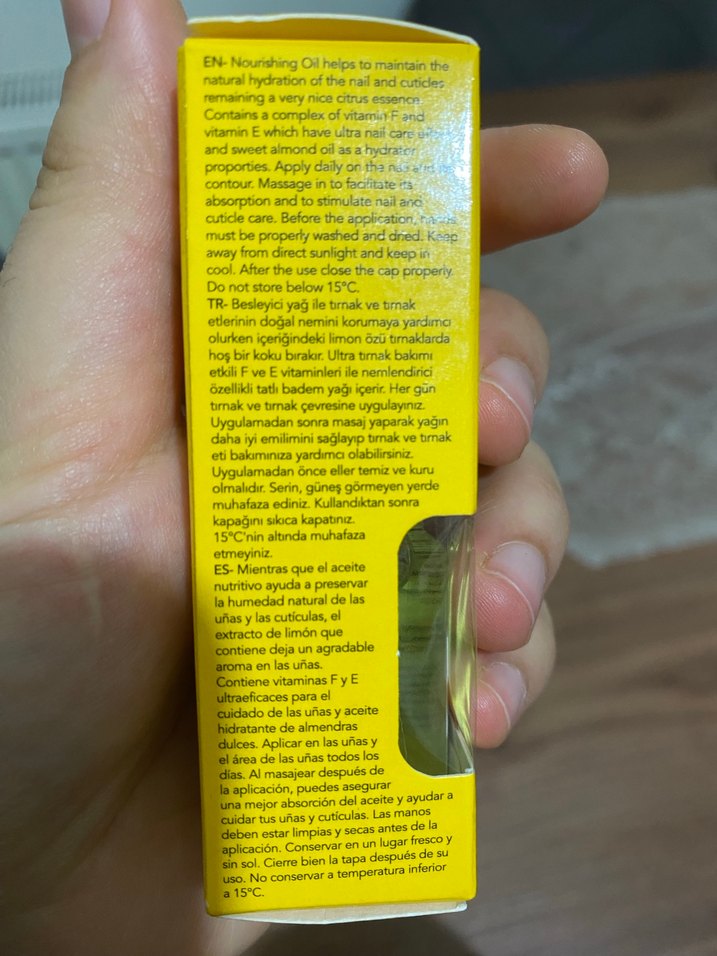 EN- Nourishing Oil helps to maintain the
natural hydration of the nail and cuticles
remaining a very nice citrus essence.
Contains a complex of vitamin F and
vitamin E which have ultra nail care
and sweet almond oil as a hydrator
proporties. Apply daily on the nail and its
contour. Massage in to facilitate its
absorption and to stimulate nail and
cuticle care. Before the application, hands
must be properly washed and dried. Keep
away from direct sunlight and keep in
cool. After the use close the cap properly.
Do not store below 15°C.
TR- Besleyici yağ ile tırnak ve tırnak
etlerinin doğal nemini korumaya yardımcı
olurken içeriğindeki limon özü tırnaklarda
hoş bir koku bırakır. Ultra tırnak bakımı
etkili F ve E vitaminleri ile nemlendirici
özellikli tatlı badem yağı içerir. Her gün
tırnak ve tırnak çevresine uygulayınız.
Uygulamadan sonra masaj yaparak yağın
daha iyi emilimini sağlayıp tırnak ve tırnak
eti bakımınıza yardımcı olabilirsiniz.
Uygulamadan önce eller temiz ve kuru
olmalıdır. Serin, güneş görmeyen yerde
muhafaza ediniz. Kullandıktan sonra
kapağını sıkıca kapatınız.
15°C'nin altında muhafaza
etmeyiniz.
ES- Mientras que el aceite
nutritivo ayuda a preservar
la humedad natural de las
uñas y las cutículas, el
extracto de limón que
contiene deja un agradable
aroma en las uñas.
Contiene vitaminas F y E
ultraeficaces para el
cuidado de las uñas y aceite
hidratante de almendras
dulces. Aplicar en las uñas y
el área de las uñas todos los
días. Al masajear después de
la aplicación, puedes asegurar
una mejor absorción del aceite y ayudar a
cuidar tus uñas y cutículas. Las manos
deben estar limpias y secas antes de la
aplicación. Conservar en un lugar fresco y
sin sol. Cierre bien la tapa después de su
uso. No conservar a temperatura inferior
a 15°C.